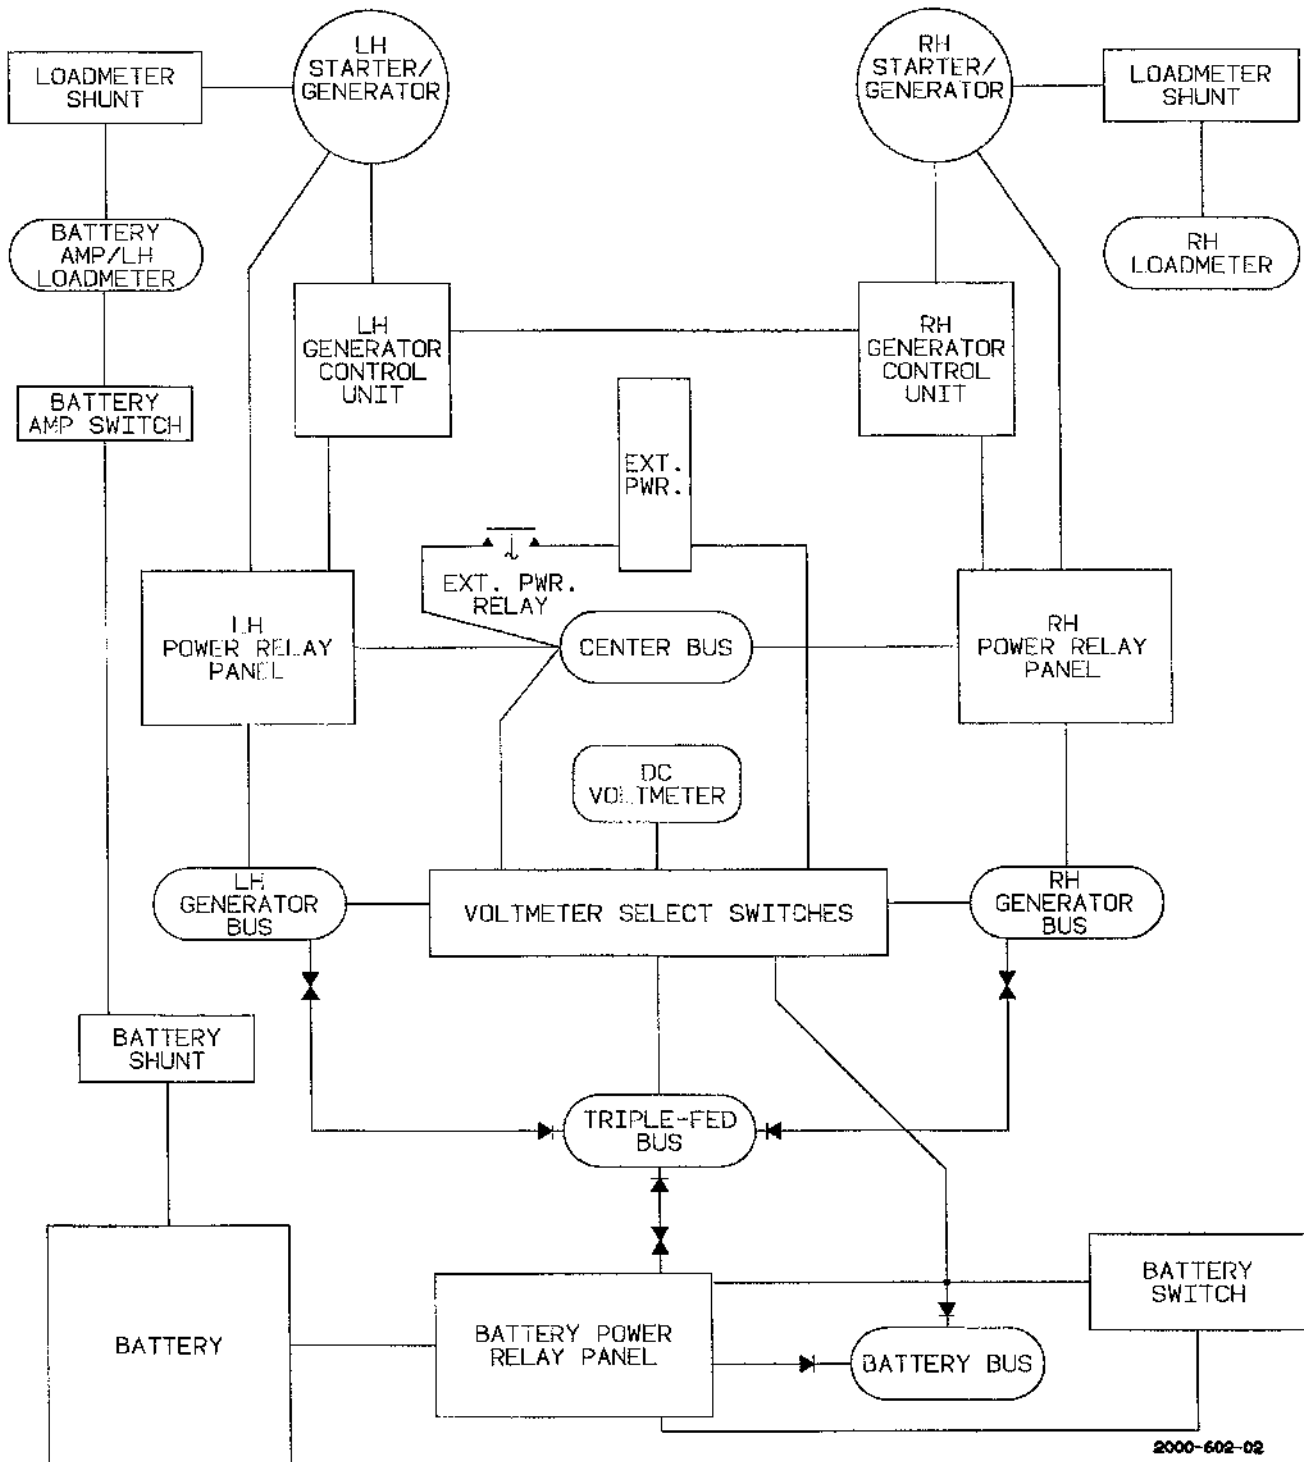 LH
STARTER/
GENERATOR
RH
STARTER/
GENERATOR
LOADMETER
SHUNT
LOADMETER
SHUNT
BATTERY
AMP/LH
LOADMETER
RH
LOADMETER
LH
GENERATOR
CONTROL
UNIT
RH
GENERATOR
CONTROL
UNIT
BATTERY
AMP SWITCH
EXT.
PWR.
EXT. PWR.
RELAY
LH
POWER RELAY
PANEL
CENTER BUS
RH
POWER RELAY
PANEL
DC
VOLTMETER
LH
GENERATOR
BUS
VOLTMETER SELECT SWITCHES
RH
GENERATOR
BUS
BATTERY
SHUNT
TRIPLE-FED
BUS
BATTERY
BATTERY POWER
RELAY PANEL
BATTERY BUS
BATTERY
SWITCH
2000-602-02